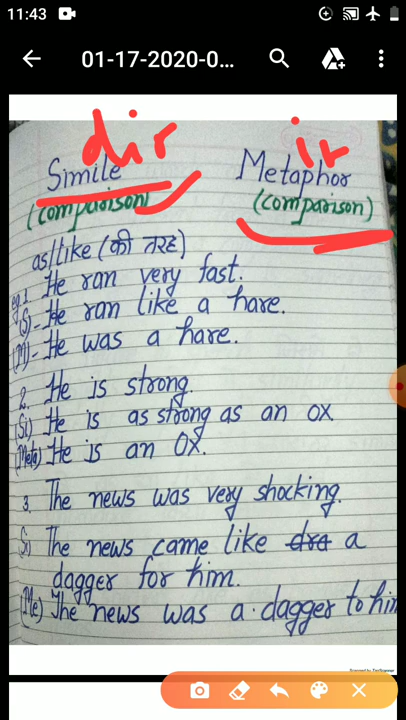 11:43
01-17-2020-0...
dir
ir
Simile
Metaphor
(comparison)
(comparison)
as/like (की तरह)
eg.1. He ran very fast.
(S)- He ran like a hare.
(M)- He was a hare.
2. He is strong.
(Si) He is as strong as an ox
(Meta) He is an OX.
3. The news was very shocking.
(Si) The news came like dra a
dagger for him.
(Me) The news was a dagger to him